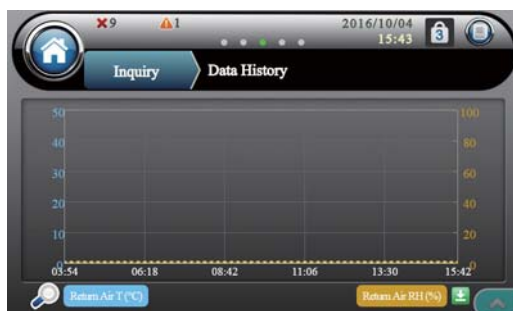 9 1 2016/10/04
15:43 3
Inquiry Data History
50 100
40 80
30 60
20 40
10 20
0 0
03:54 06:18 08:42 11:06 13:30 15:42
Return Air T (°C) Return Air RH (%)